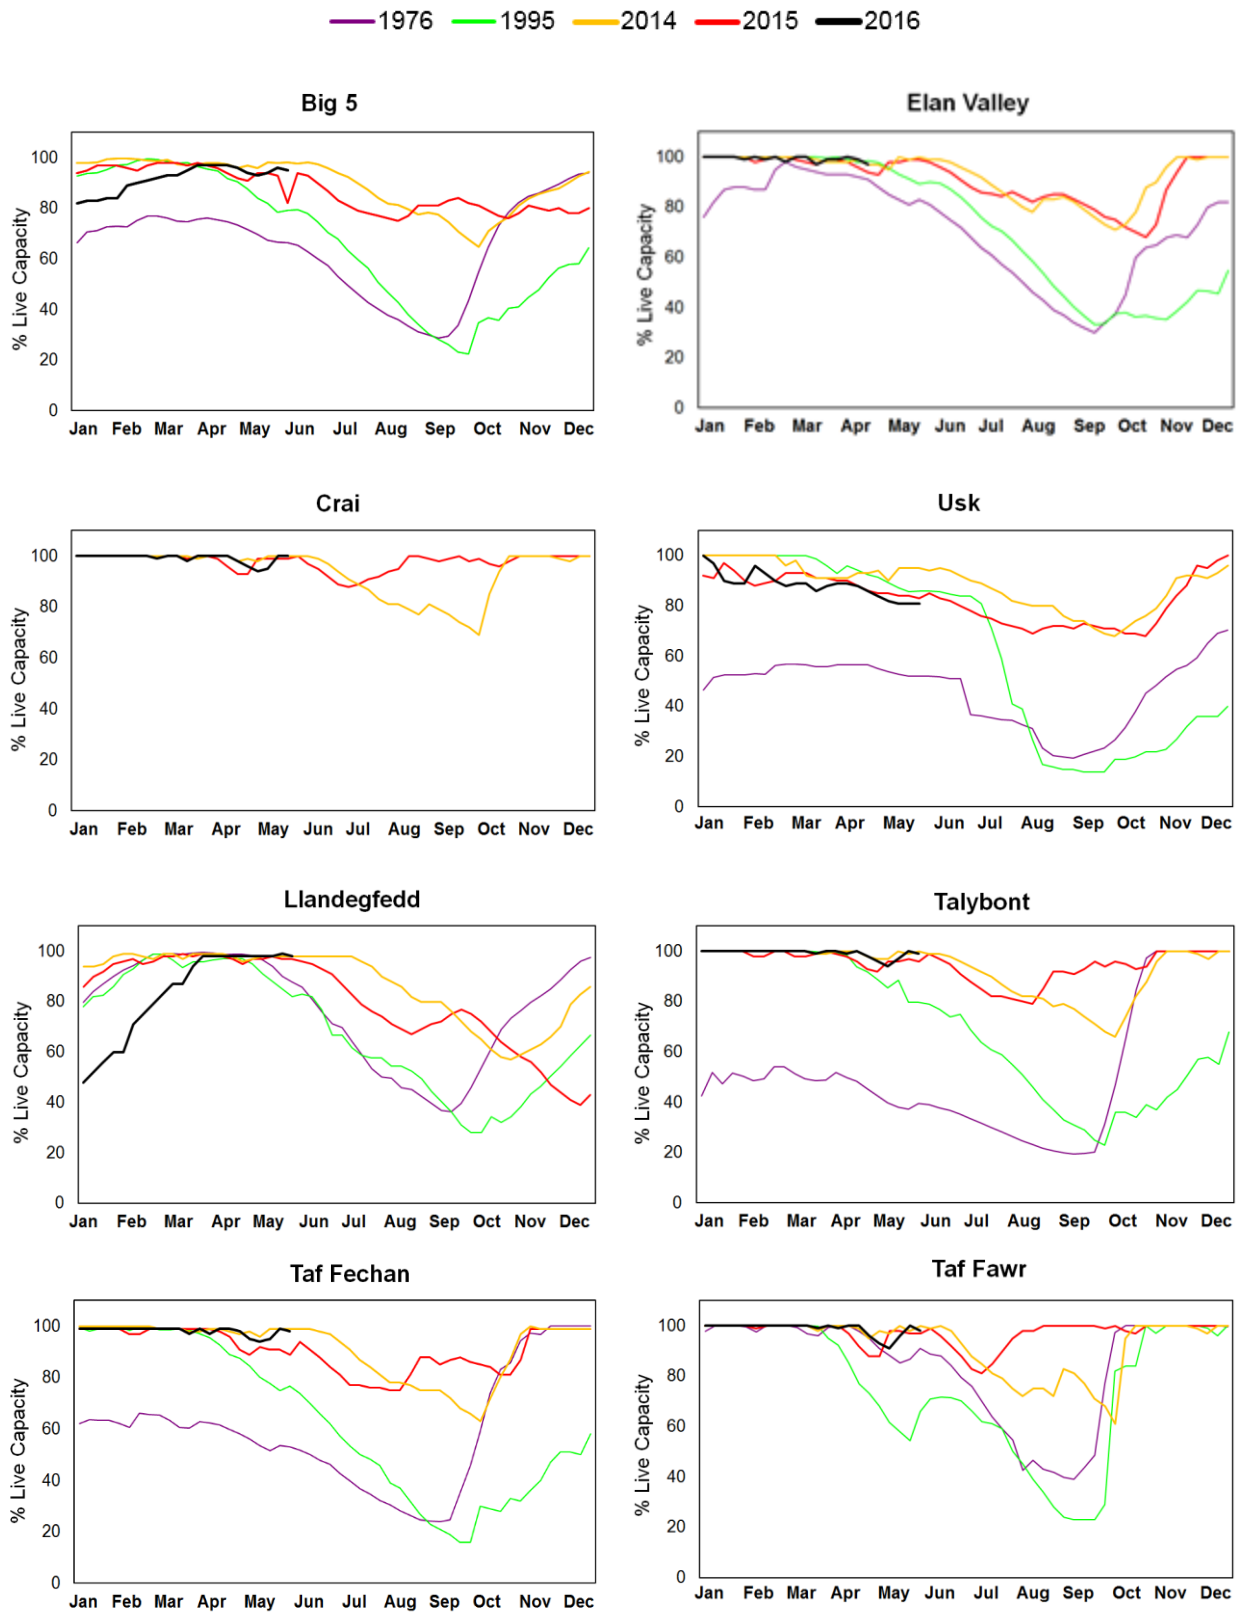 1976 1995 2014 2015 2016
Big 5
% Live Capacity
100
80
60
40
20
0
Jan Feb Mar Apr May Jun Jul Aug Sep Oct Nov Dec
Elan Valley
% Live Capacity
100
80
60
40
20
0
Jan Feb Mar Apr May Jun Jul Aug Sep Oct Nov Dec
Crai
% Live Capacity
100
80
60
40
20
0
Jan Feb Mar Apr May Jun Jul Aug Sep Oct Nov Dec
Usk
% Live Capacity
100
80
60
40
20
0
Jan Feb Mar Apr May Jun Jul Aug Sep Oct Nov Dec
Llandegfedd
% Live Capacity
100
80
60
40
20
0
Jan Feb Mar Apr May Jun Jul Aug Sep Oct Nov Dec
Talybont
% Live Capacity
100
80
60
40
20
0
Jan Feb Mar Apr May Jun Jul Aug Sep Oct Nov Dec
Taf Fechan
% Live Capacity
100
80
60
40
20
0
Jan Feb Mar Apr May Jun Jul Aug Sep Oct Nov Dec
Taf Fawr
% Live Capacity
100
80
60
40
20
0
Jan Feb Mar Apr May Jun Jul Aug Sep Oct Nov Dec